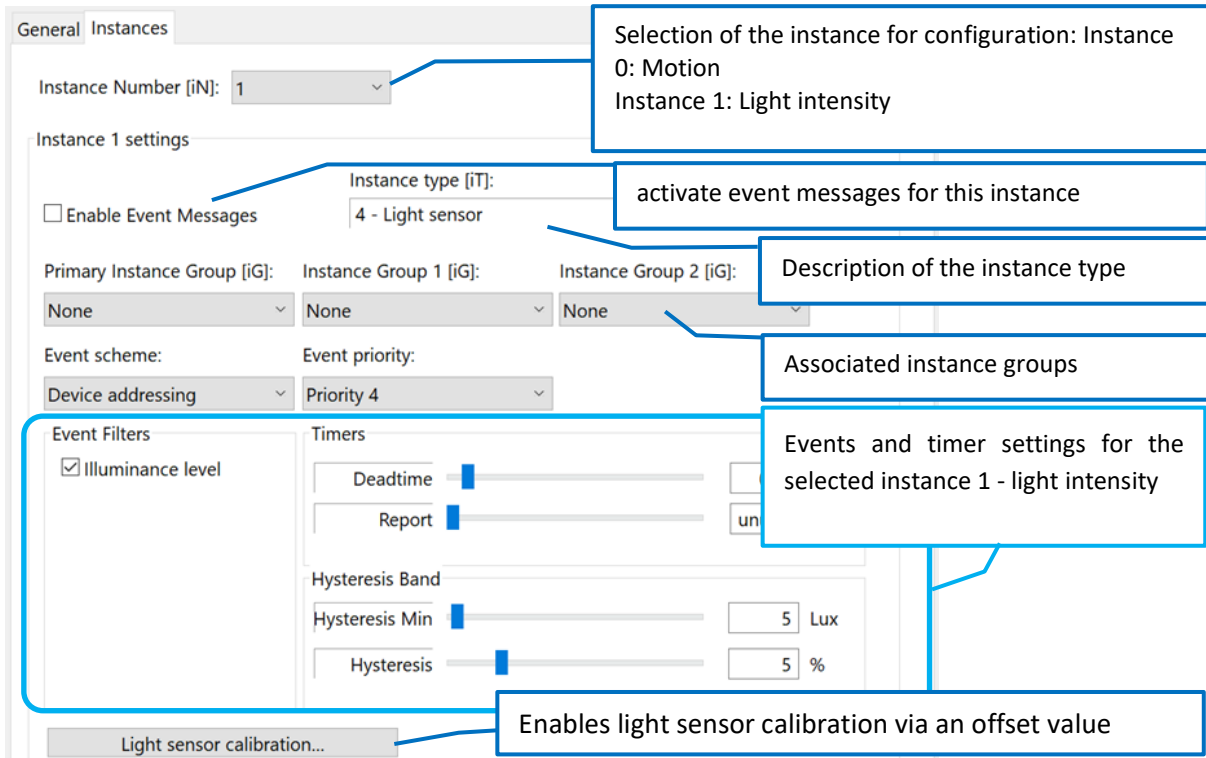 General Instances
Selection of the instance for configuration: Instance
0: Motion
Instance 1: Light intensity
Instance Number [iN]: 1
Instance 1 settings
Instance type [iT]:
activate event messages for this instance
Enable Event Messages
4 - Light sensor
Description of the instance type
Primary Instance Group [iG]: Instance Group 1 [iG]: Instance Group 2 [iG]:
None None None
Associated instance groups
Event scheme: Event priority:
Device addressing Priority 4
Events and timer settings for the
selected instance 1 - light intensity
Event Filters Timers
Illuminance level
Deadtime
Report
Hysteresis Band
Hysteresis Min 5 Lux
Hysteresis 5 %
Enables light sensor calibration via an offset value
Light sensor calibration...